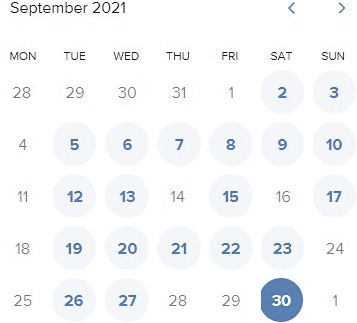 September 2021 < >
MON TUE WED THU FRI SAT SUN
28 29 30 31 1 2 3
4 5 6 7 8 9 10
11 12 13 14 15 16 17
18 19 20 21 22 23 24
25 26 27 28 29 30 1